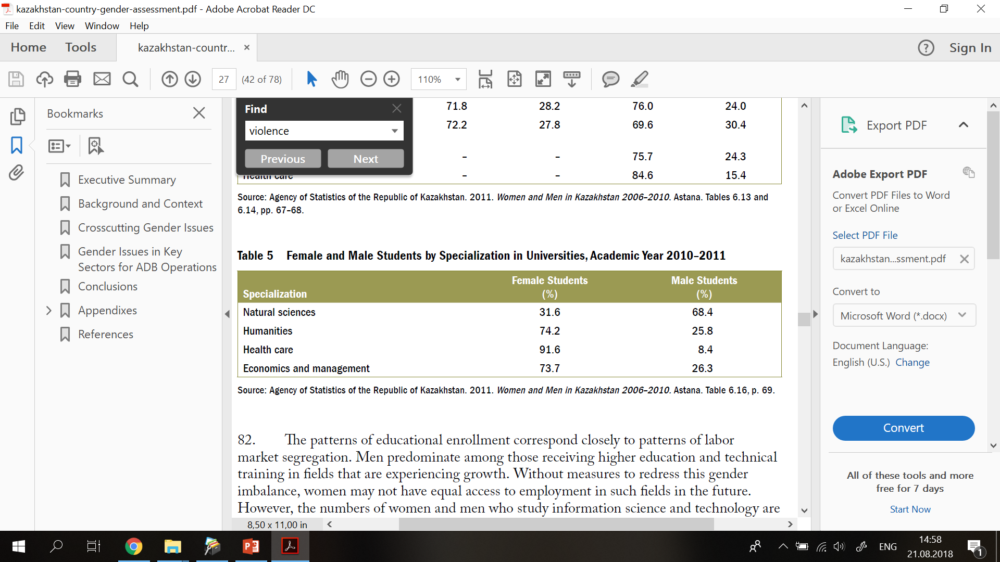 kazakhstan-country-gender-assessment.pdf - Adobe Acrobat Reader DC
File Edit View Window Help
Home Tools kazakhstan-countr... × ? Sign In
27 (42 of 78) 110%
Bookmarks
Executive Summary
Background and Context
Crosscutting Gender Issues
Gender Issues in Key
Sectors for ADB Operations
Conclusions
Appendixes
References
Find
violence
Previous Next
71.8 28.2 76.0 24.0
72.2 27.8 69.6 30.4
– – 75.7 24.3
Health care – – 84.6 15.4
Source: Agency of Statistics of the Republic of Kazakhstan. 2011. Women and Men in Kazakhstan 2006–2010. Astana. Tables 6.13 and
6.14, pp. 67–68.
Table 5 Female and Male Students by Specialization in Universities, Academic Year 2010–2011
Female Students Male Students
Specialization (%) (%)
Natural sciences 31.6 68.4
Humanities 74.2 25.8
Health care 91.6 8.4
Economics and management 73.7 26.3
Source: Agency of Statistics of the Republic of Kazakhstan. 2011. Women and Men in Kazakhstan 2006–2010. Astana. Table 6.16, p. 69.
82. The patterns of educational enrollment correspond closely to patterns of labor
market segregation. Men predominate among those receiving higher education and technical
training in fields that are experiencing growth. Without measures to redress this gender
imbalance, women may not have equal access to employment in such fields in the future.
However, the numbers of women and men who study information science and technology are
8,50 x 11,00 in
Export PDF
Adobe Export PDF
Convert PDF Files to Word
or Excel Online
Select PDF File
kazakhstan...ssment.pdf
Convert to
Microsoft Word (*.docx)
Document Language:
English (U.S.) Change
Convert
All of these tools and more
free for 7 days
Start Now
ENG
14:58
21.08.2018
1